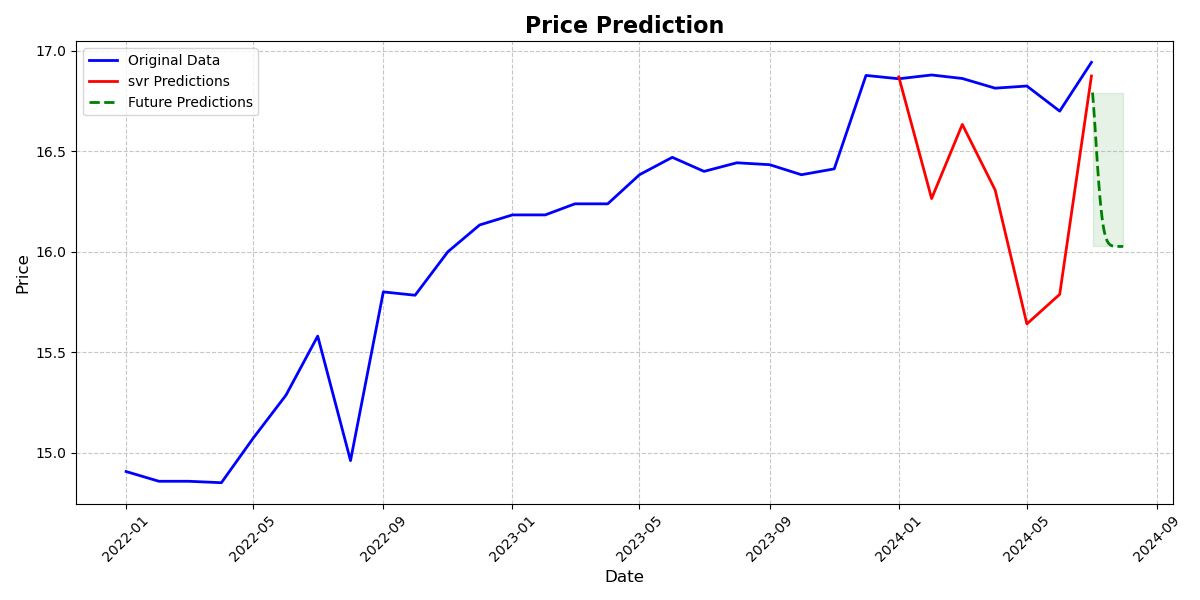 Price Prediction
Original Data
svr Predictions
Future Predictions
17.0
16.5
16.0
15.5
15.0
Price
2022-01
2022-05
2022-09
2023-01
2023-05
2023-09
2024-01
2024-05
2024-09
Date